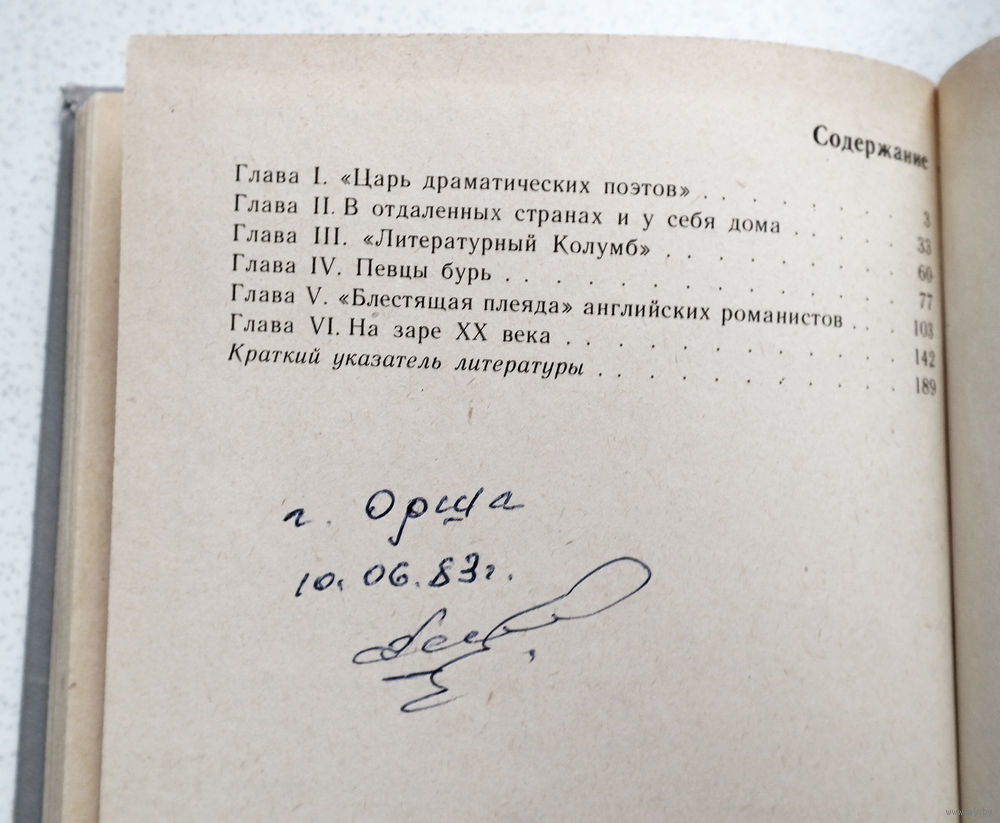 Содержание
Глава I. «Царь драматических поэтов» . . . . . . 3
Глава II. В отдаленных странах и у себя дома . . . . . 33
Глава III. «Литературный Колумб» . . . . . . . . 60
Глава IV. Певцы бурь . . . . . . . . . . . 77
Глава V. «Блестящая плеяда» английских романистов . . . 103
Глава VI. На заре XX века . . . . . . . . . . 142
Краткий указатель литературы . . . . . . . . . 189
г. Орша
10.06.83г.